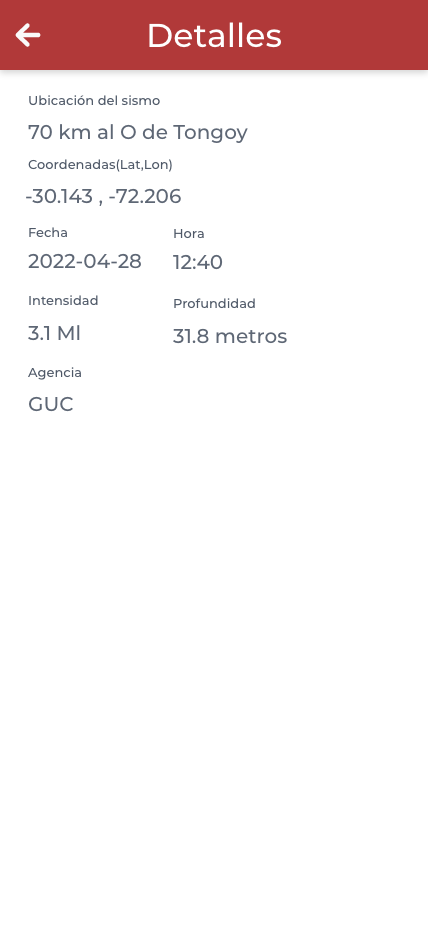 Detalles
Ubicación del sismo
70 km al O de Tongoy
Coordenadas(Lat,Lon)
-30.143 , -72.206
Fecha
Hora
2022-04-28
12:40
Intensidad
Profundidad
3.1 Ml
31.8 metros
Agencia
GUC